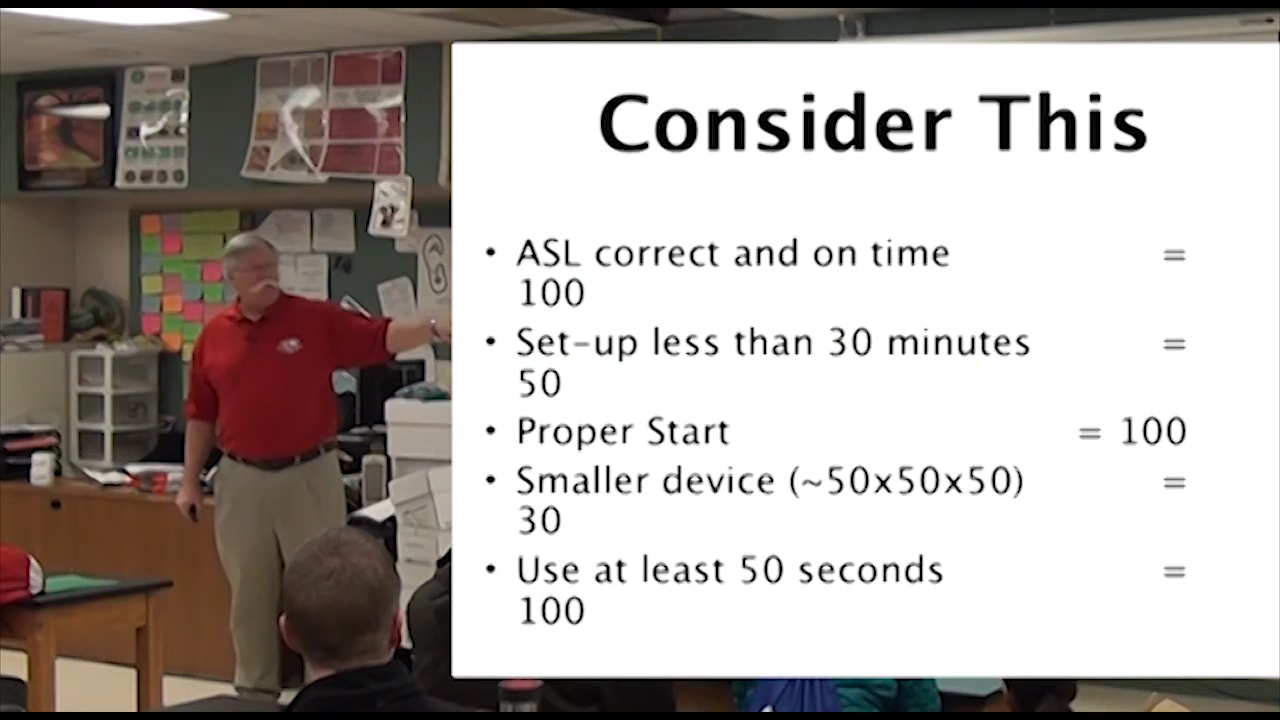 Consider This
• ASL correct and on time =
100
• Set-up less than 30 minutes =
50
• Proper Start = 100
• Smaller device (~50x50x50) =
30
• Use at least 50 seconds =
100